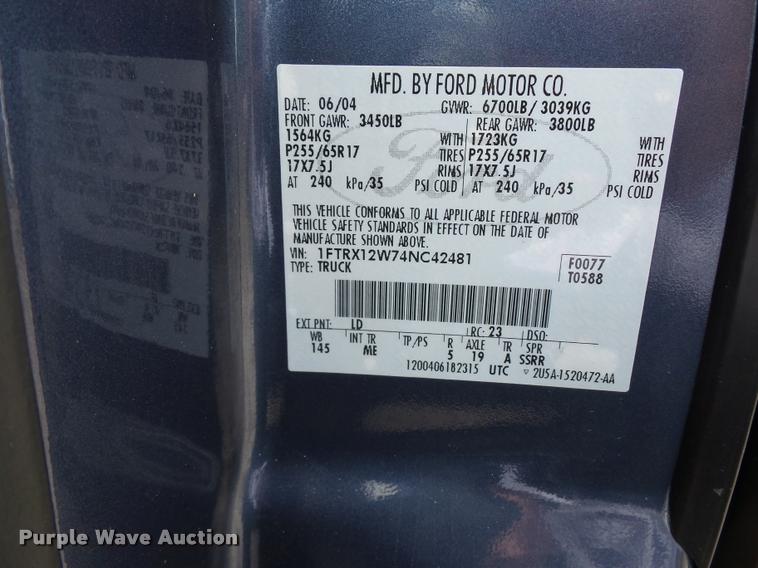 MFD. BY FORD MOTOR CO.
DATE: 06/04 GVWR: 6700LB / 3039KG
FRONT GAWR: 3450LB REAR GAWR: 3800LB
1564KG WITH 1723KG WITH
P255/65R17 TIRES P255/65R17 TIRES
17X7.5J RIMS 17X7.5J RIMS
AT 240 kPa/35 PSI COLD AT 240 kPa/35 PSI COLD
Ford
THIS VEHICLE CONFORMS TO ALL APPLICABLE FEDERAL MOTOR
VEHICLE SAFETY STANDARDS IN EFFECT ON THE DATE OF
MANUFACTURE SHOWN ABOVE.
VIN: 1FTRX12W74NC42481 F0077
TYPE: TRUCK T0588
EXT PNT: LD RC: 23 DSO:
WB INT TR TP/PS R AXLE TR SPR
145 ME 5 19 A SSRR
1200406182315 UTC ▽ 2U5A-1520472-AA
Purple Wave Auction®